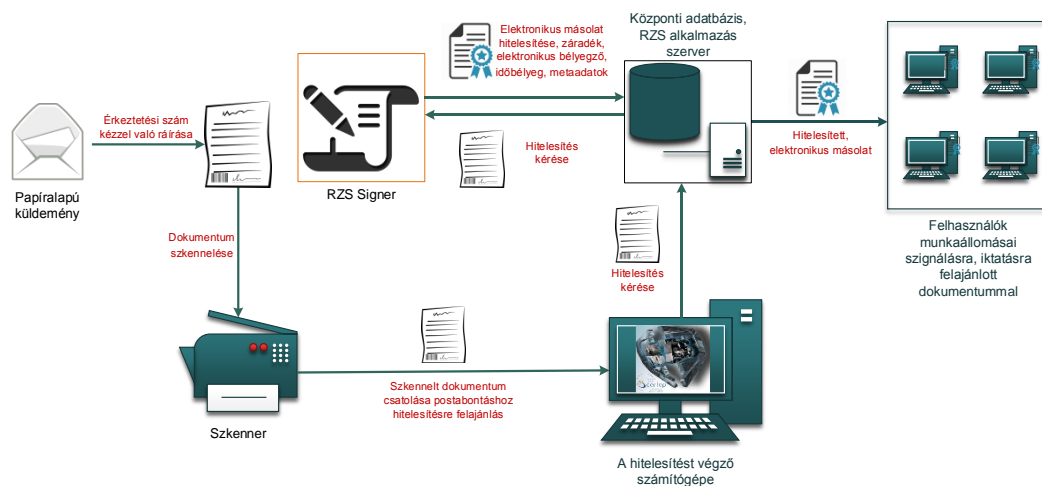 Érkeztetési szám
kézzel való ráírása
Papíralapú
küldemény
Dokumentum
szkennelése
Szkenner
Szkennelt dokumentum
csatolása postabontáshoz
hitelesítésre felajánlás
A hitelesítést végző
számítógépe
Hitelesítés
kérése
Központi adatbázis,
RZS alkalmazás
szerver
Hitelesítés
kérése
RZS Signer
Elektronikus másolat
hitelesítése, záradék,
elektronikus bélyegző,
időbélyeg, metaadatok
Hitelesített,
elektronikus másolat
Felhasználók
munkaállomásai
szignálásra, iktatásra
felajánlott
dokumentummal